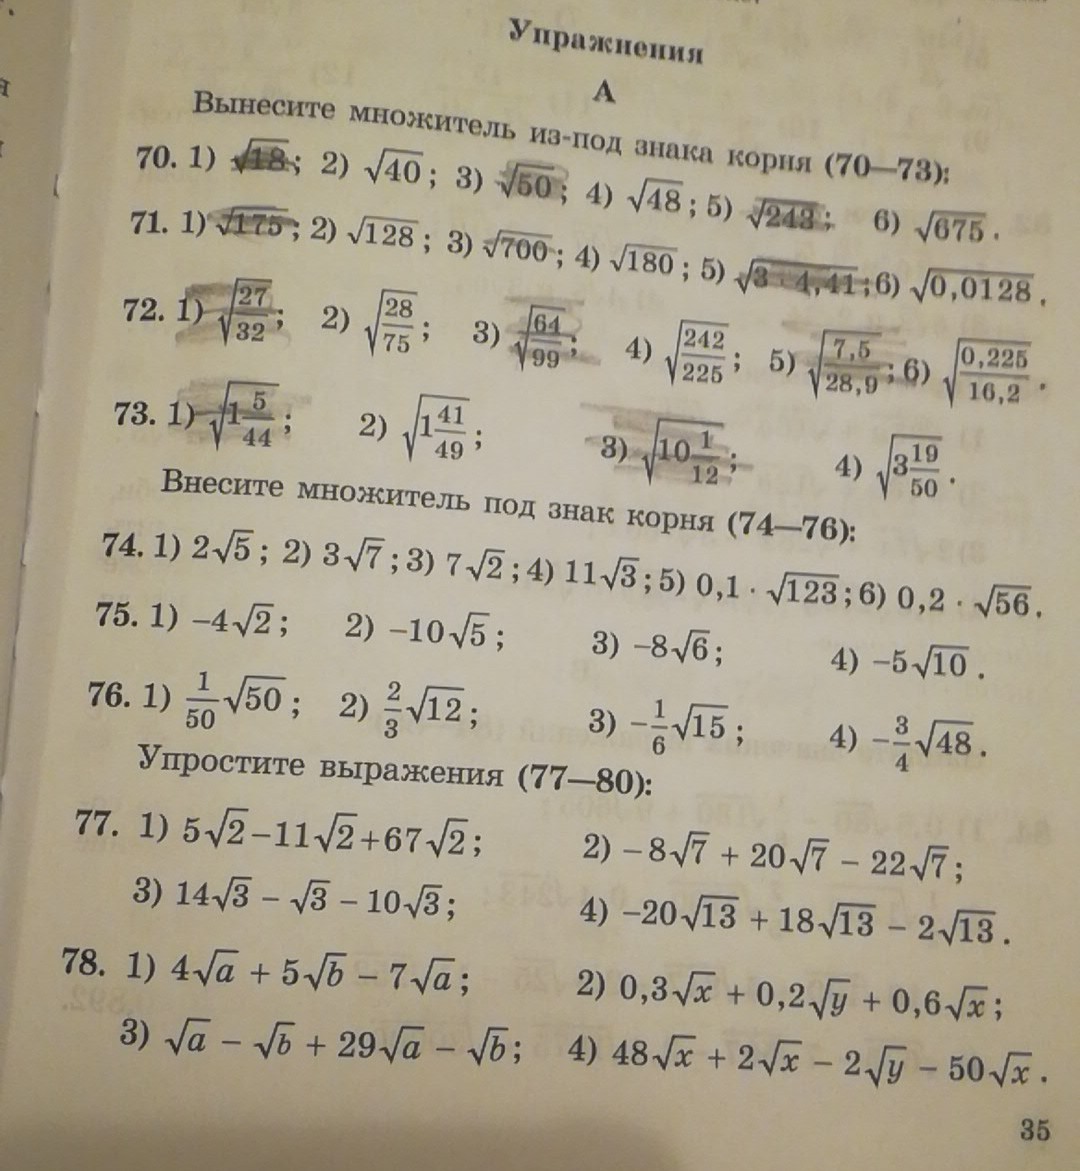 Упражнения
А
Вынесите множитель из-под знака корня (70—73):
70. 1) √18; 2) √40; 3) √50; 4) √48; 5) √243; 6) √675.
71. 1) √175; 2) √128; 3) √700; 4) √180; 5) √(3 · 4,41); 6) √0,0128.
72. 1) √(27/32); 2) √(28/75); 3) √(64/99); 4) √(242/225); 5) √(7,5/28,9); 6) √(0,225/16,2).
73. 1) √(1 5/44); 2) √(1 41/49); 3) √(10 1/12); 4) √(3 19/50).
Внесите множитель под знак корня (74—76):
74. 1) 2√5; 2) 3√7; 3) 7√2; 4) 11√3; 5) 0,1 · √123; 6) 0,2 · √56.
75. 1) −4√2; 2) −10√5; 3) −8√6; 4) −5√10.
76. 1) 1/50 √50; 2) 2/3 √12; 3) −1/6 √15; 4) −3/4 √48.
Упростите выражения (77—80):
77. 1) 5√2−11√2+67√2; 2) −8√7 + 20√7 − 22√7;
3) 14√3 − √3 − 10√3; 4) −20√13 + 18√13 − 2√13.
78. 1) 4√a + 5√b − 7√a; 2) 0,3√x + 0,2√y + 0,6√x;
3) √a − √b + 29√a − √b; 4) 48√x + 2√x − 2√y − 50√x.
35